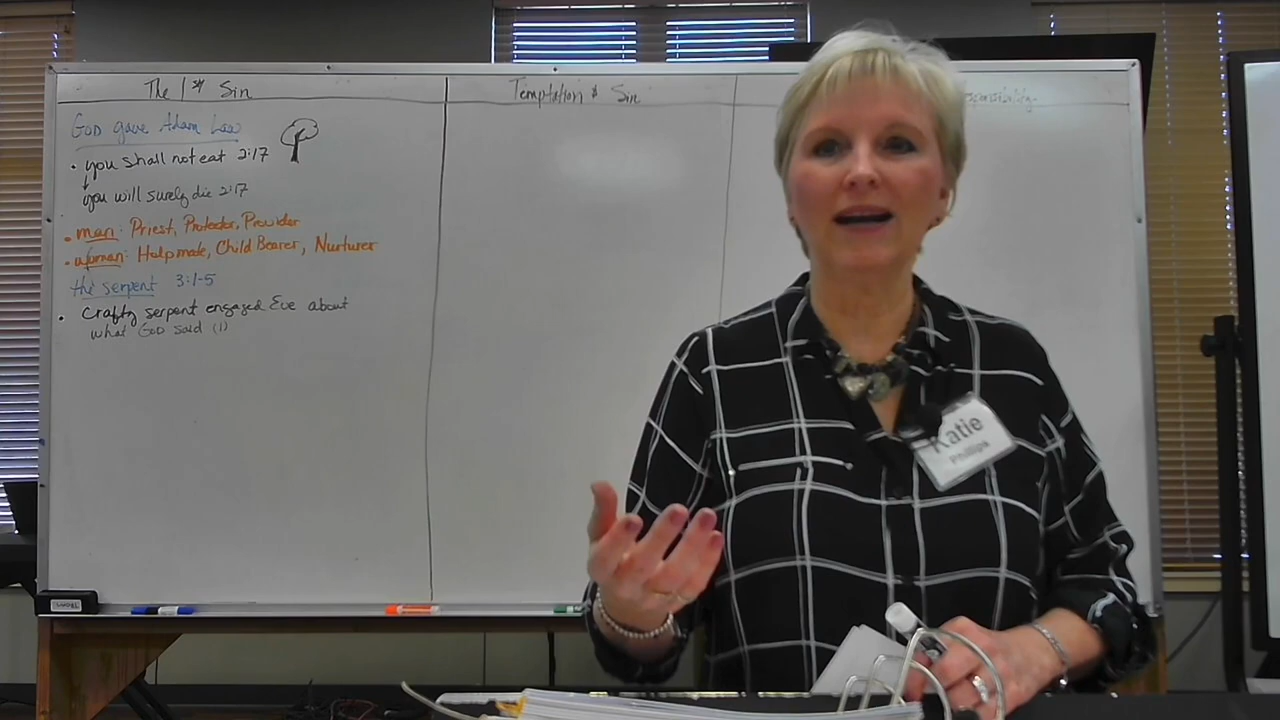 The 1st Sin
Temptation & Sin
sponsibility
God gave Adam Law
• you shall not eat 2:17
you will surely die 2:17
• man: Priest, Protector, Provider
• woman: Helpmate, Child Bearer, Nurturer
the serpent 3:1-5
• Crafty serpent engaged Eve about
what God said (1)
Katie
Phillips